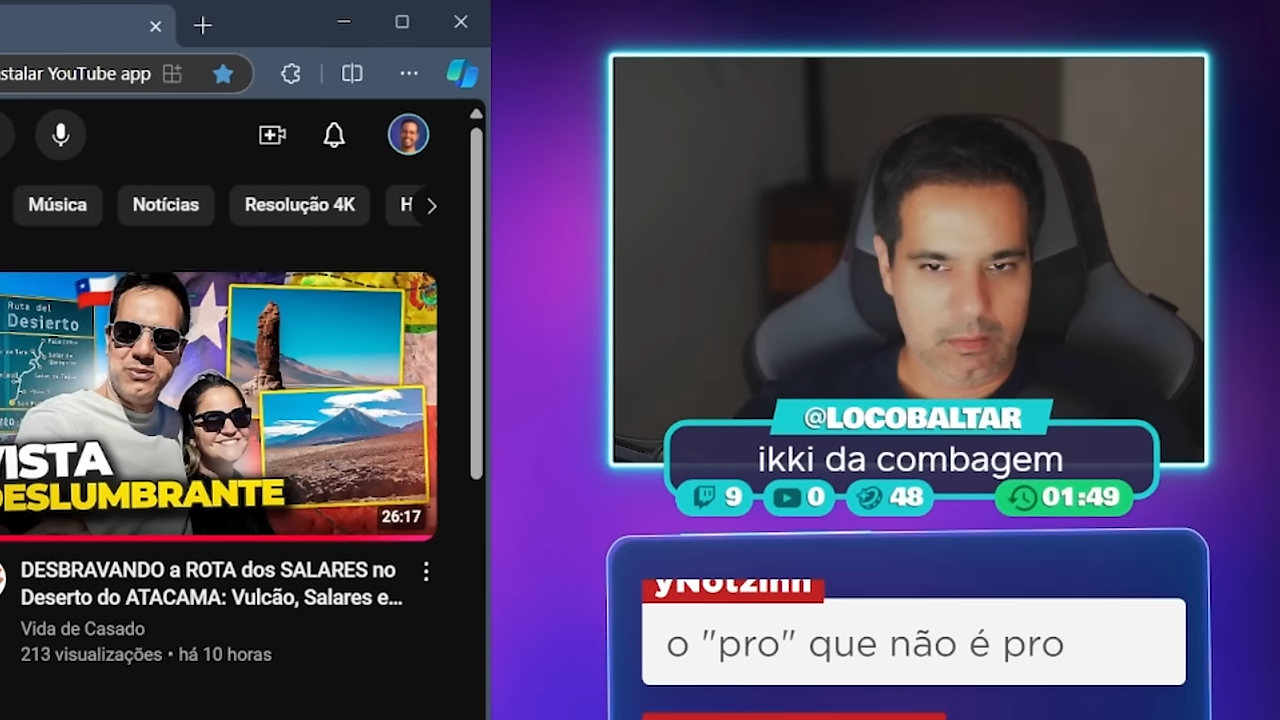 stalar YouTube app
Música
Notícias
Resolução 4K
H
Ruta del
Desierto
VISTA
DESLUMBRANTE
26:17
DESBRAVANDO a ROTA dos SALARES no
Deserto do ATACAMA: Vulcão, Salares e...
Vida de Casado
213 visualizações • há 10 horas
@LOCOBALTAR
ikki da combagem
9
0
48
01:49
yNotzinn
o "pro" que não é pro